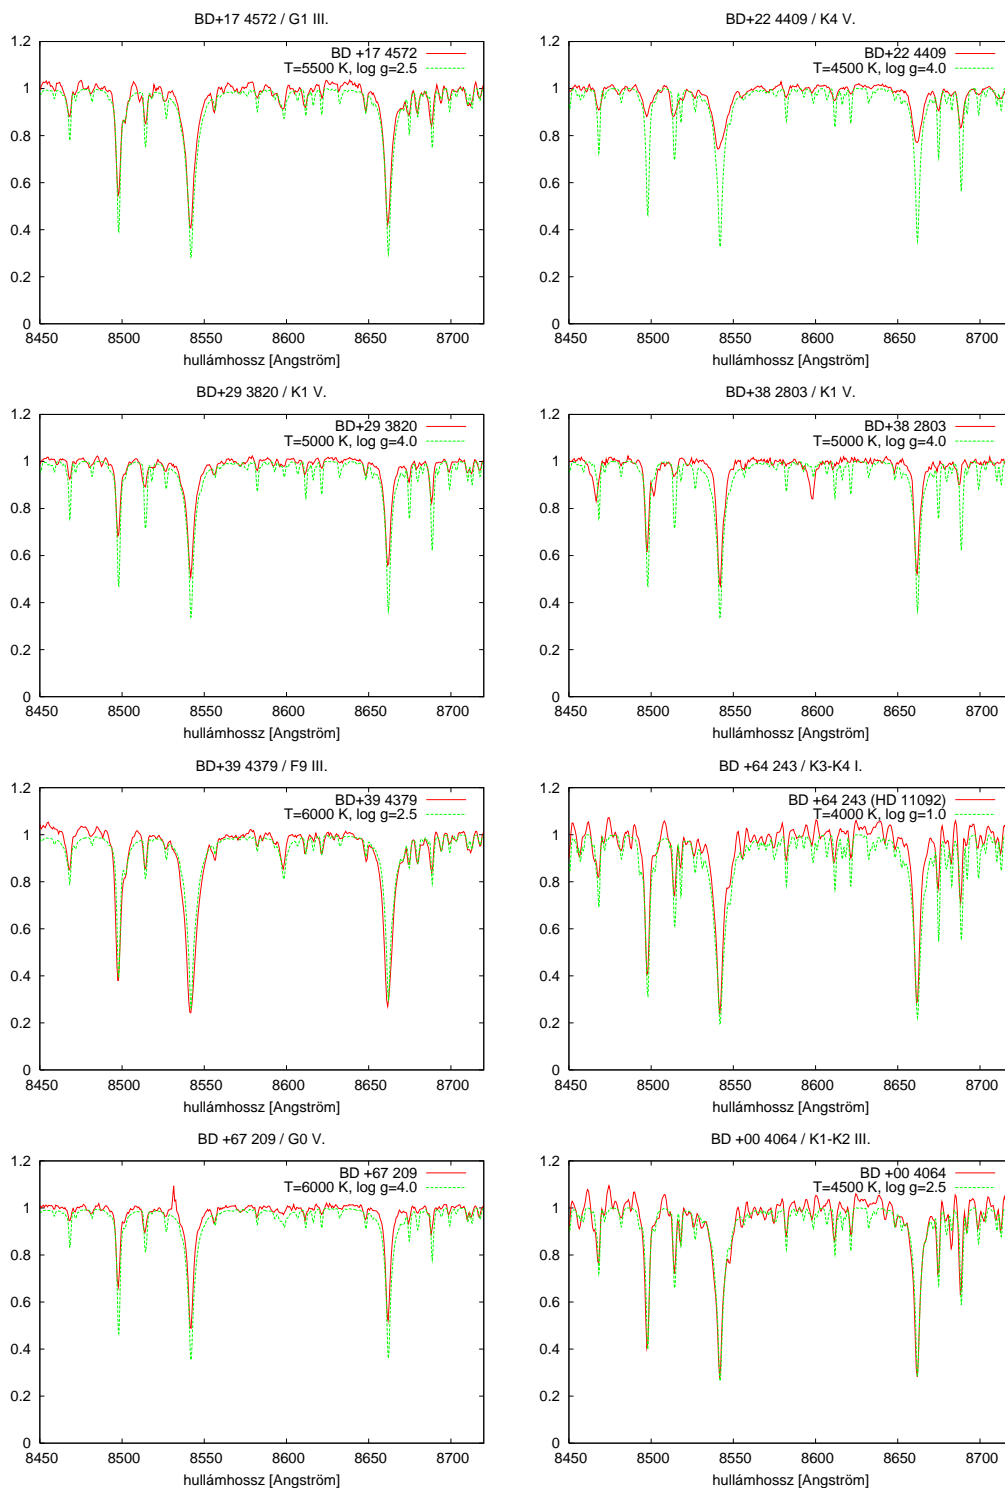 BD+17 4572 / G1 III.
1.2
1
0.8
0.6
0.4
0.2
0
BD +17 4572
T=5500 K, log g=2.5
8450 8500 8550 8600 8650 8700
hullámhossz [Angström]
BD+22 4409 / K4 V.
1.2
1
0.8
0.6
0.4
0.2
0
BD+22 4409
T=4500 K, log g=4.0
8450 8500 8550 8600 8650 8700
hullámhossz [Angström]
BD+29 3820 / K1 V.
1.2
1
0.8
0.6
0.4
0.2
0
BD+29 3820
T=5000 K, log g=4.0
8450 8500 8550 8600 8650 8700
hullámhossz [Angström]
BD+38 2803 / K1 V.
1.2
1
0.8
0.6
0.4
0.2
0
BD+38 2803
T=5000 K, log g=4.0
8450 8500 8550 8600 8650 8700
hullámhossz [Angström]
BD+39 4379 / F9 III.
1.2
1
0.8
0.6
0.4
0.2
0
BD+39 4379
T=6000 K, log g=2.5
8450 8500 8550 8600 8650 8700
hullámhossz [Angström]
BD +64 243 / K3-K4 I.
1.2
1
0.8
0.6
0.4
0.2
0
BD +64 243 (HD 11092)
T=4000 K, log g=1.0
8450 8500 8550 8600 8650 8700
hullámhossz [Angström]
BD +67 209 / G0 V.
1.2
1
0.8
0.6
0.4
0.2
0
BD +67 209
T=6000 K, log g=4.0
8450 8500 8550 8600 8650 8700
hullámhossz [Angström]
BD +00 4064 / K1-K2 III.
1.2
1
0.8
0.6
0.4
0.2
0
BD +00 4064
T=4500 K, log g=2.5
8450 8500 8550 8600 8650 8700
hullámhossz [Angström]